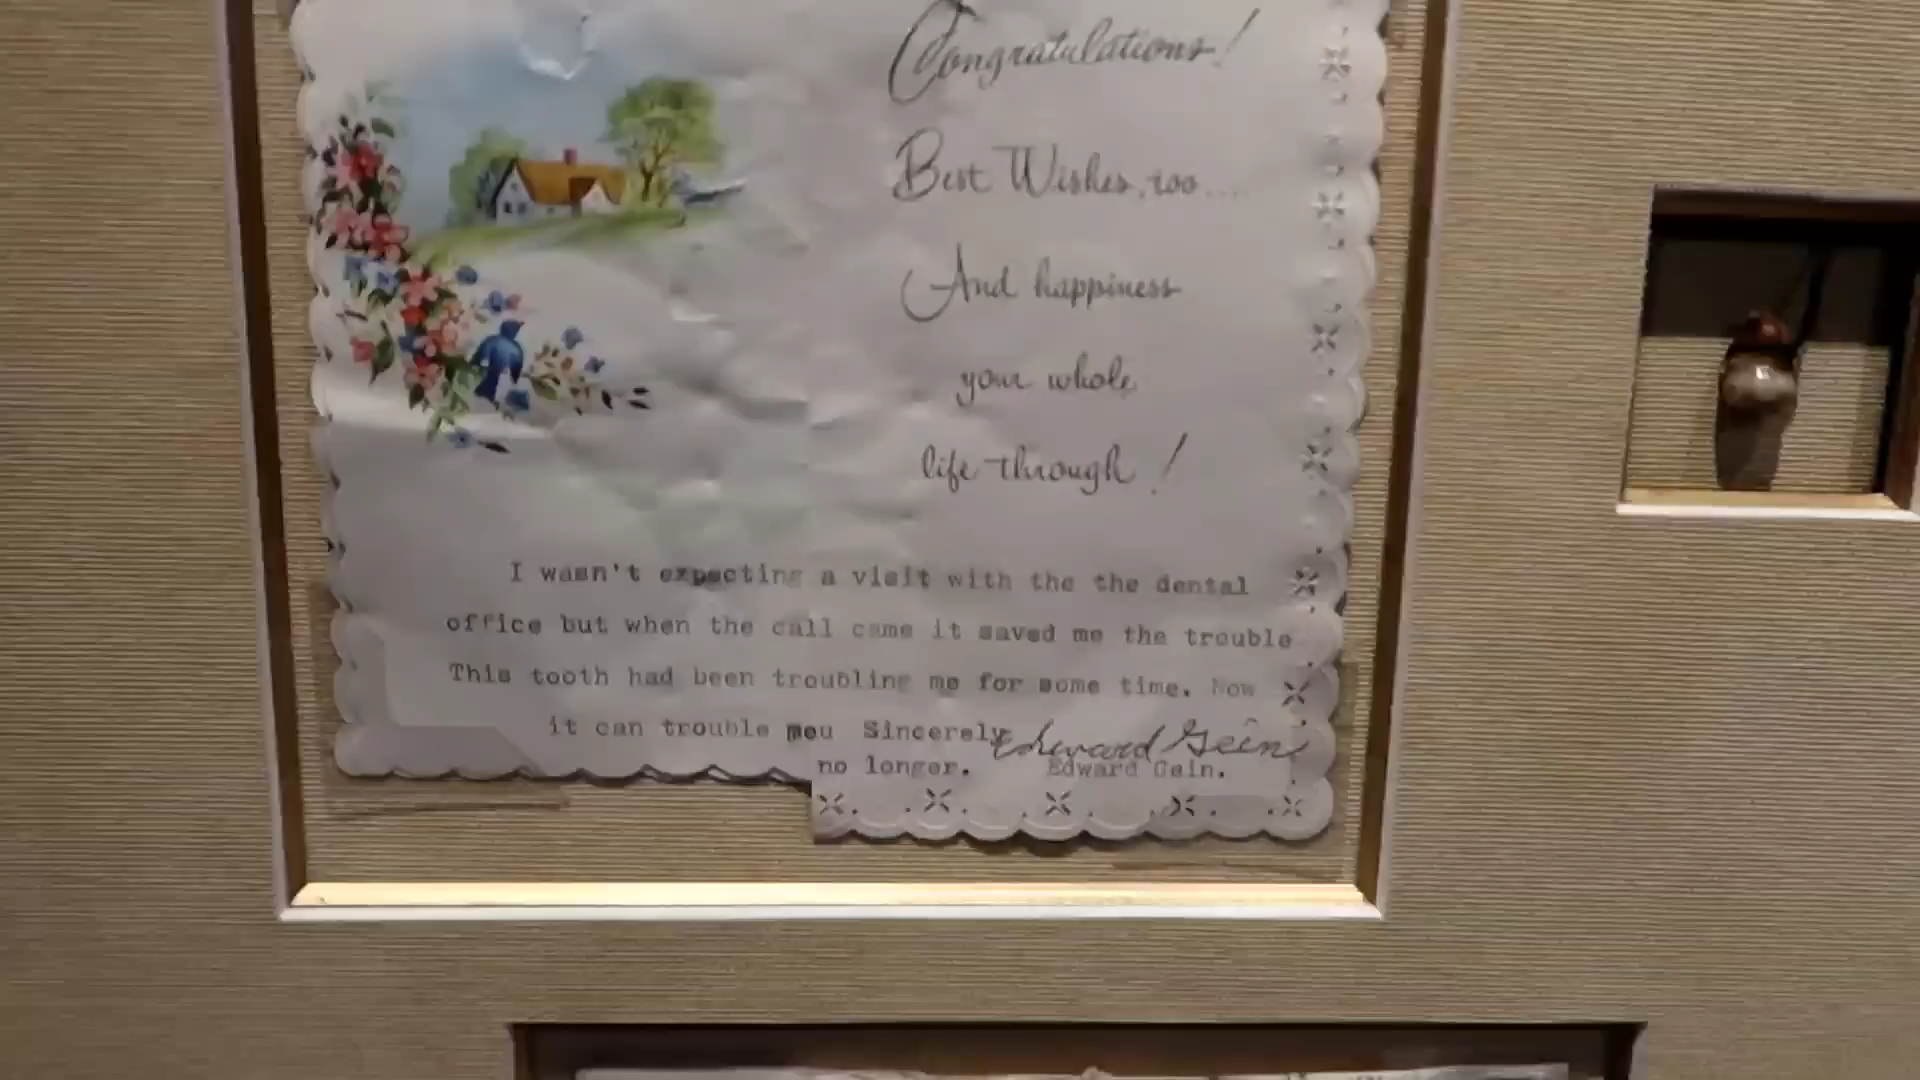 Congratulations!
Best Wishes, too....
And happiness
your whole
life through!
I wasn't expecting a visit with the the dental
office but when the call came it saved me the trouble
This tooth had been troubling me for some time. Now
it can trouble meu Sincerely Edward Gein
no longer. Edward Gein.